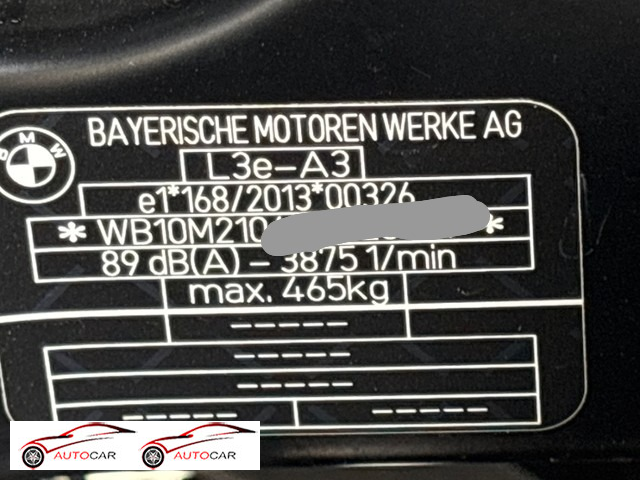 BMW
BAYERISCHE MOTOREN WERKE AG
L3e-A3
e1*168/2013*00326
* WB10M210 *
89 dB(A) - 3875 1/min
max. 465kg
-----
-----
-----
----- -----
AUTOCAR AUTOCAR